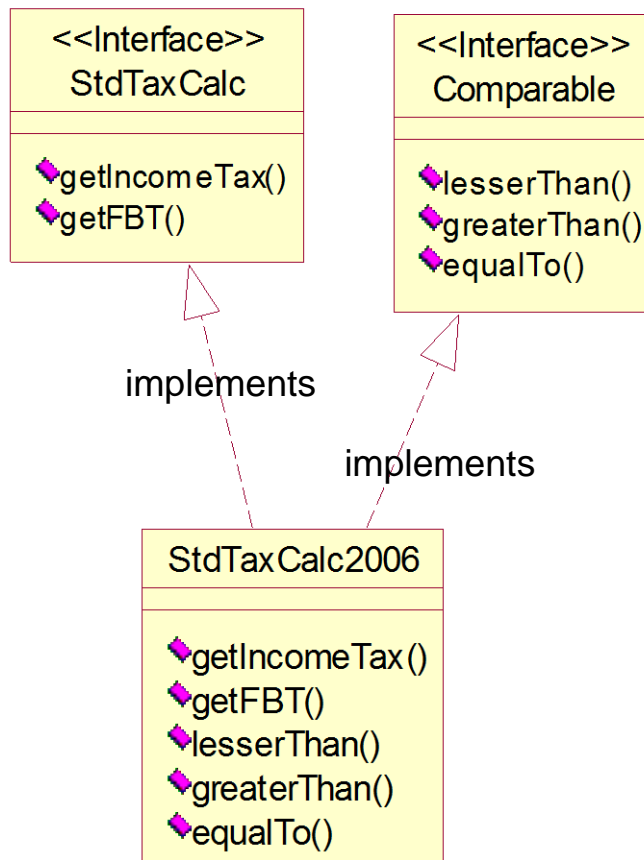 <<Interface>>
StdTaxCalc
getIncomeTax()
getFBT()
<<Interface>>
Comparable
lesserThan()
greaterThan()
equalTo()
implements
implements
StdTaxCalc2006
getIncomeTax()
getFBT()
lesserThan()
greaterThan()
equalTo()